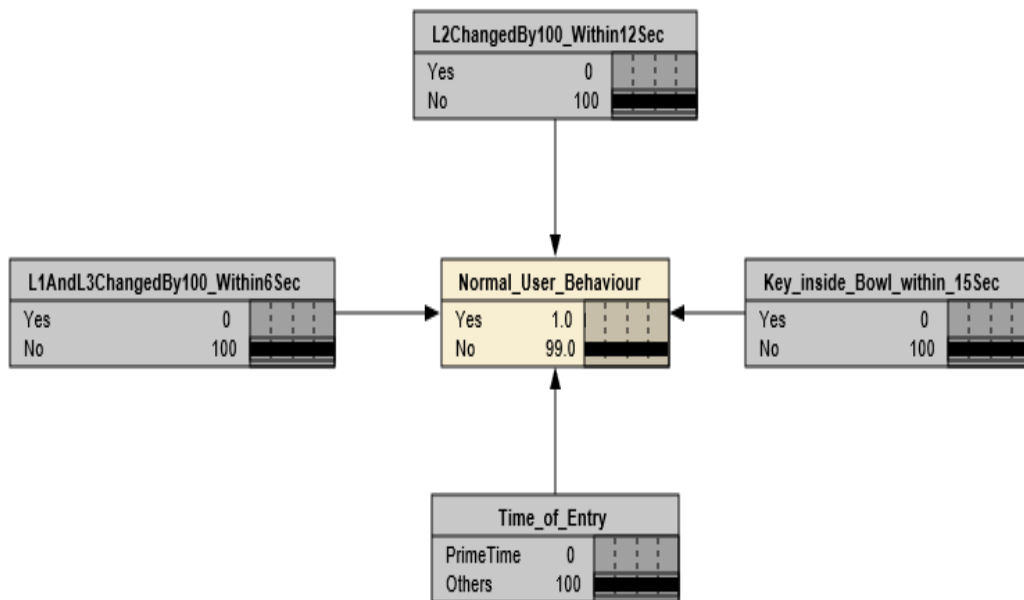 L2ChangedBy100_Within12Sec
Yes 0
No 100
L1AndL3ChangedBy100_Within6Sec
Yes 0
No 100
Normal_User_Behaviour
Yes 1.0
No 99.0
Key_inside_Bowl_within_15Sec
Yes 0
No 100
Time_of_Entry
PrimeTime 0
Others 100